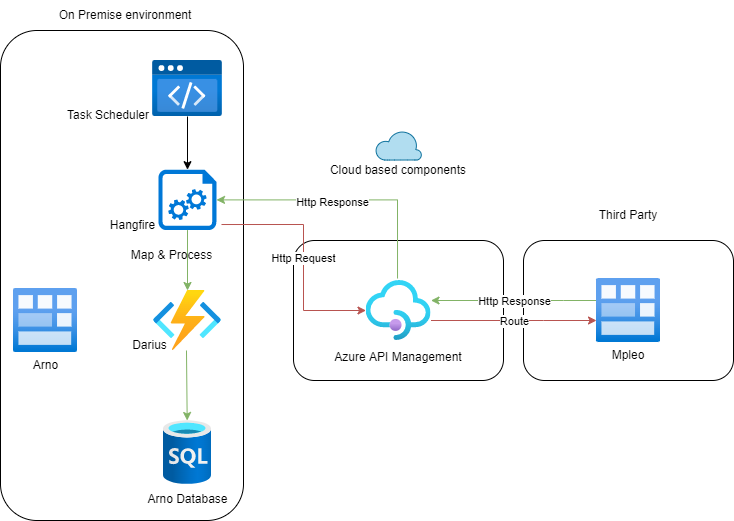 On Premise environment
</>
Task Scheduler
Cloud based components
Http Response
Third Party
Hangfire
Map & Process
Http Request
Http Response
Route
Darius
Arno
Azure API Management
Mpleo
SQL
Arno Database